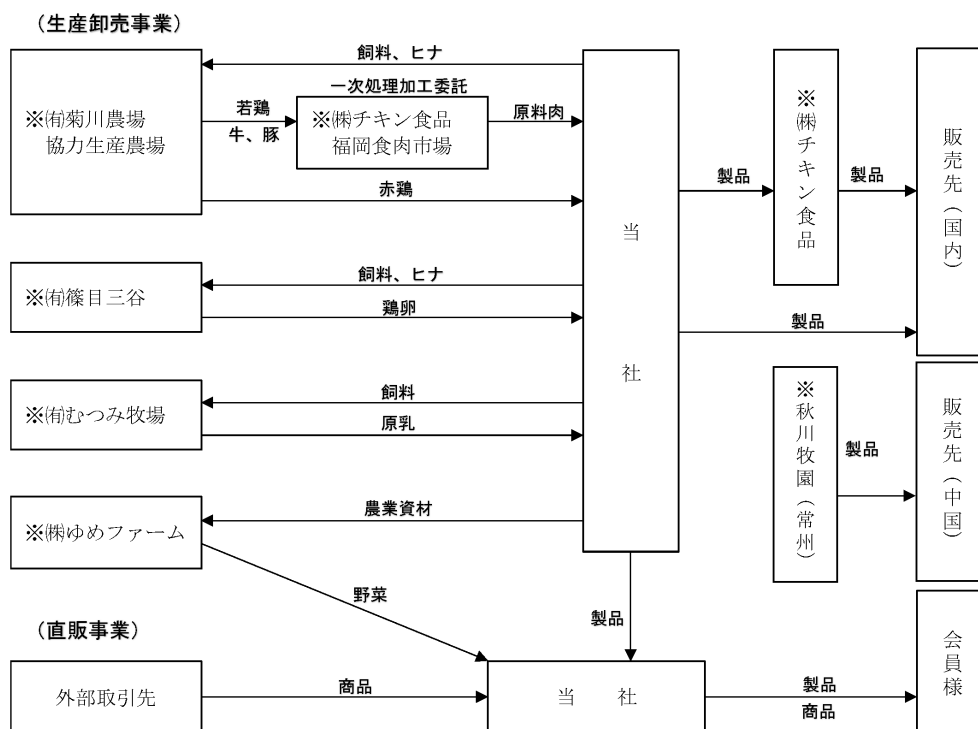 （生産卸売事業）
飼料、ヒナ
一次処理加工委託
※㈲菊川農場
協力生産農場
若鶏
牛、豚
※㈱チキン食品
福岡食肉市場
原料肉
赤鶏
※㈲篠目三谷
飼料、ヒナ
鶏卵
※㈲むつみ牧場
飼料
原乳
※㈱ゆめファーム
農業資材
野菜
当社
製品
※㈱チキン食品
製品
販売先（国内）
製品
※秋川牧園（常州）
製品
販売先（中国）
製品
（直販事業）
外部取引先
商品
当 社
製品
商品
会員様